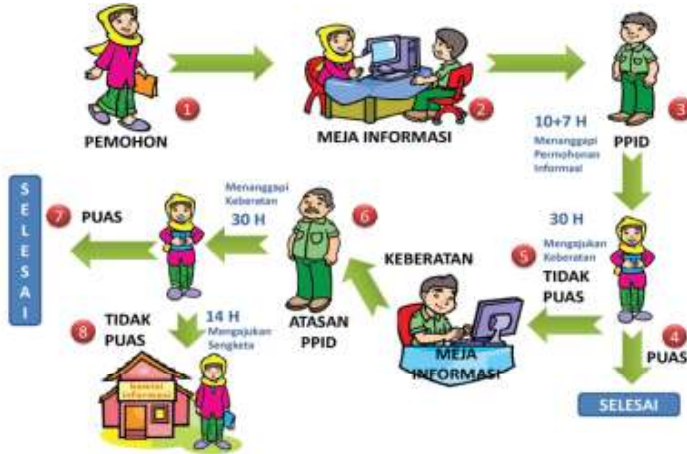 1
PEMOHON
2
MEJA INFORMASI
3
PPID
10+7 H
Menanggapi
Permohonan
Informasi
30 H
Mengajukan
Keberatan
5
TIDAK
PUAS
4
PUAS
SELESAI
KEBERATAN
MEJA
INFORMASI
6
ATASAN
PPID
Menanggapi
Keberatan
30 H
7
PUAS
S
E
L
E
S
A
I
8
TIDAK
PUAS
14 H
Mengajukan
Sengketa
komisi
informasi